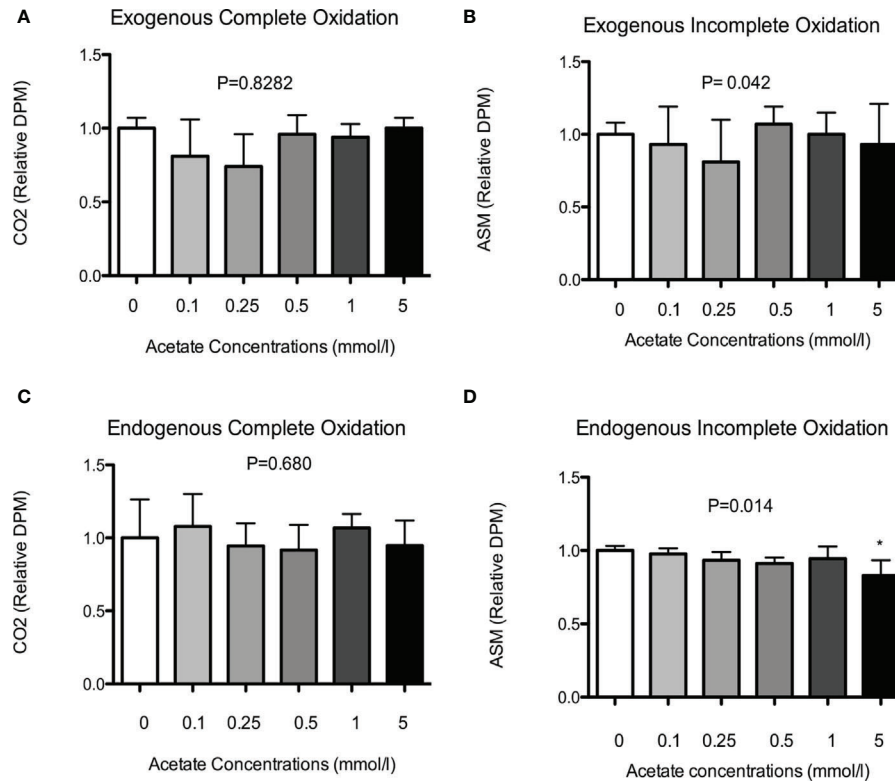 A
Exogenous Complete Oxidation
P=0.8282
CO2 (Relative DPM)
1.5
1.0
0.5
0.0
0 0.1 0.25 0.5 1 5
Acetate Concentrations (mmol/l)
B
Exogenous Incomplete Oxidation
P= 0.042
ASM (Relative DPM)
1.5
1.0
0.5
0.0
0 0.1 0.25 0.5 1 5
Acetate Concentrations (mmol/l)
C
Endogenous Complete Oxidation
P=0.680
CO2 (Relative DPM)
1.5
1.0
0.5
0.0
0 0.1 0.25 0.5 1 5
Acetate Concentrations (mmol/l)
D
Endogenous Incomplete Oxidation
P=0.014
*
ASM (Relative DPM)
1.5
1.0
0.5
0.0
0 0.1 0.25 0.5 1 5
Acetate concentrations (mmol/l)